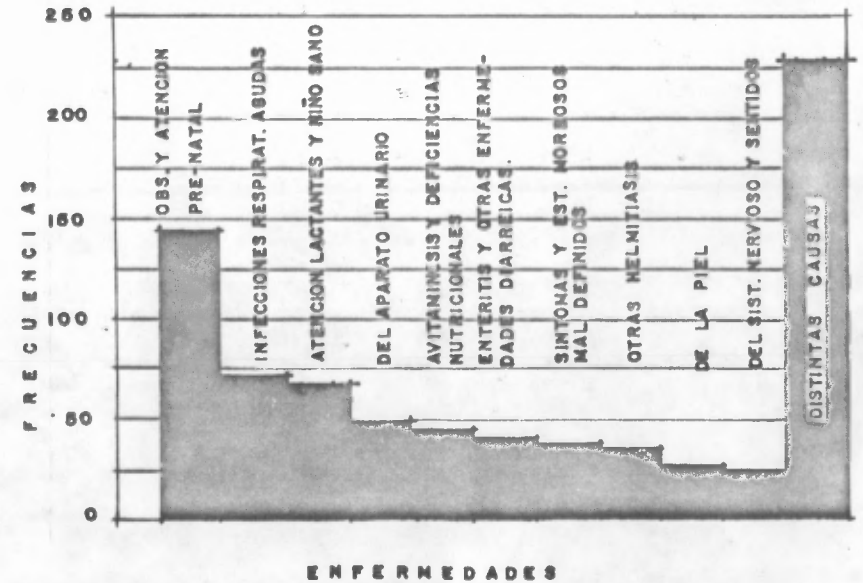 250
200
150
100
50
0
FRECUENCIAS
OBS. Y ATENCION
PRE-NATAL
INFECCIONES RESPIRAT. AGUDAS
ATENCION LACTANTES Y NIÑO SANO
DEL APARATO URINARIO
AVITAMINISIS Y DEFICIENCIAS
NUTRICIONALES
ENTERITIS Y OTRAS ENFERME-
DADES DIARREICAS.
SINTOMAS Y EST. MORBOSOS
MAL DEFINIDOS
OTRAS HELMITIASIS
DE LA PIEL
DEL SIST. NERVIOSO Y SENTIDOS
DISTINTAS CAUSAS
ENFERMEDADES